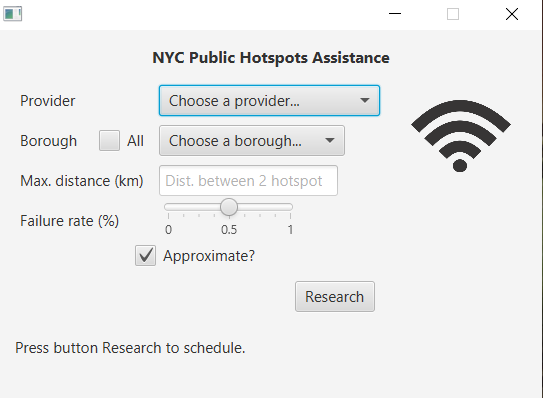 NYC Public Hotspots Assistance
Provider Choose a provider...
Borough All Choose a borough...
Max. distance (km) Dist. between 2 hotspot
Failure rate (%)
0 0.5 1
Approximate?
Research
Press button Research to schedule.